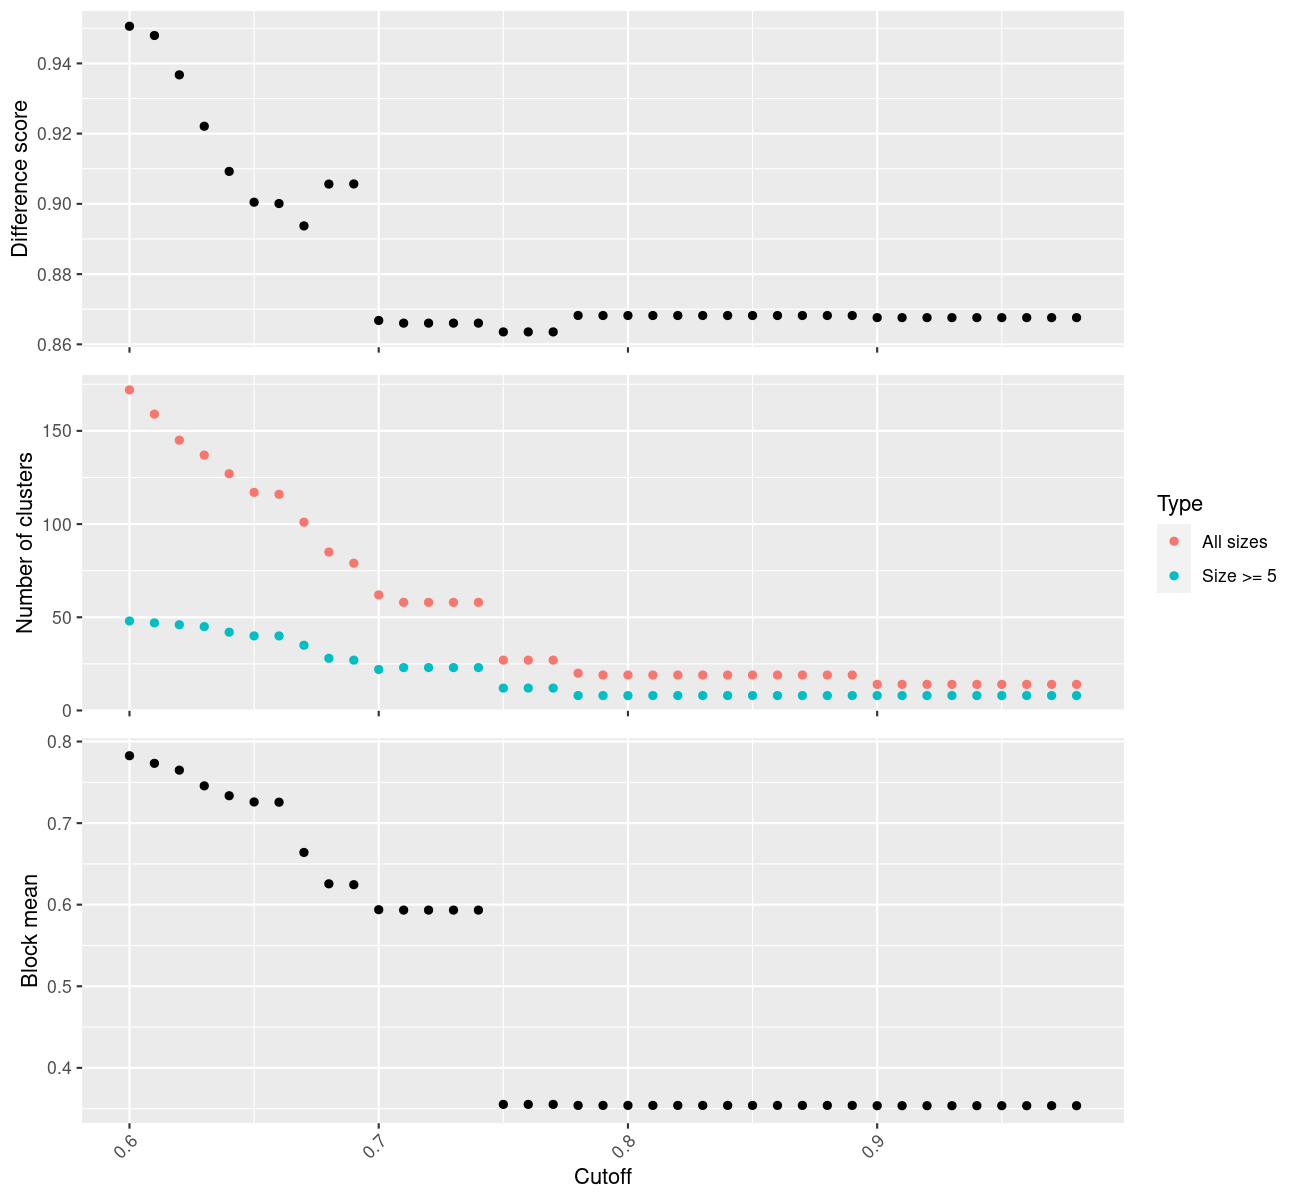 Difference score
0.94
0.92
0.90
0.88
0.86
Number of clusters
150
100
50
0
Type
All sizes
Size >= 5
Block mean
0.8
0.7
0.6
0.5
0.4
0.6 0.7 0.8 0.9
Cutoff